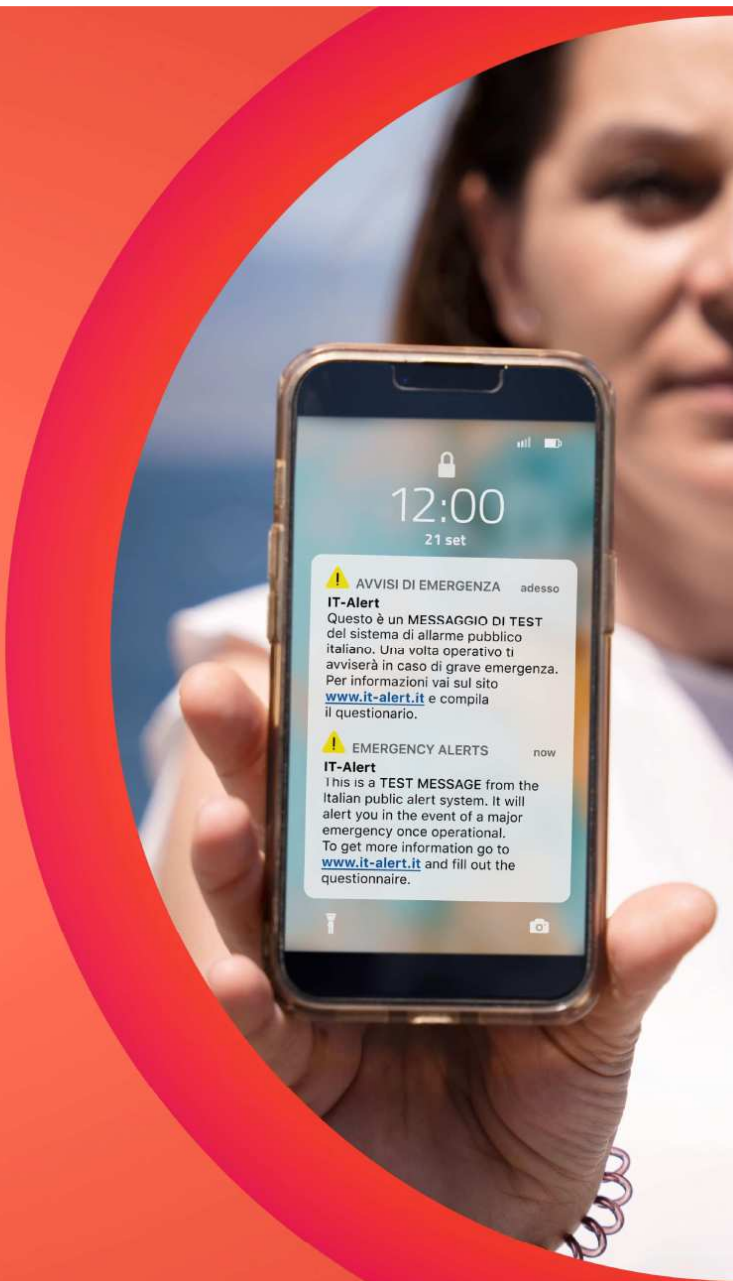 12:00
21 set
AVVISI DI EMERGENZA adesso
IT-Alert
Questo è un MESSAGGIO DI TEST
del sistema di allarme pubblico
italiano. Una volta operativo ti
avviserà in caso di grave emergenza.
Per informazioni vai sul sito
www.it-alert.it e compila
il questionario.
EMERGENCY ALERTS now
IT-Alert
This is a TEST MESSAGE from the
Italian public alert system. It will
alert you in the event of a major
emergency once operational.
To get more information go to
www.it-alert.it and fill out the
questionnaire.